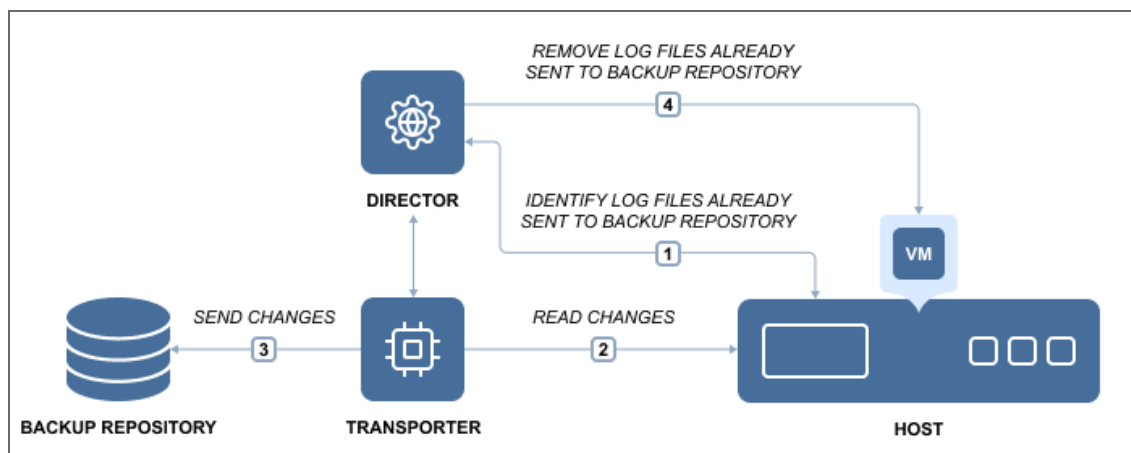 REMOVE LOG FILES ALREADY
SENT TO BACKUP REPOSITORY
4
DIRECTOR
IDENTIFY LOG FILES ALREADY
SENT TO BACKUP REPOSITORY
1
VM
SEND CHANGES
3
READ CHANGES
2
BACKUP REPOSITORY
TRANSPORTER
HOST